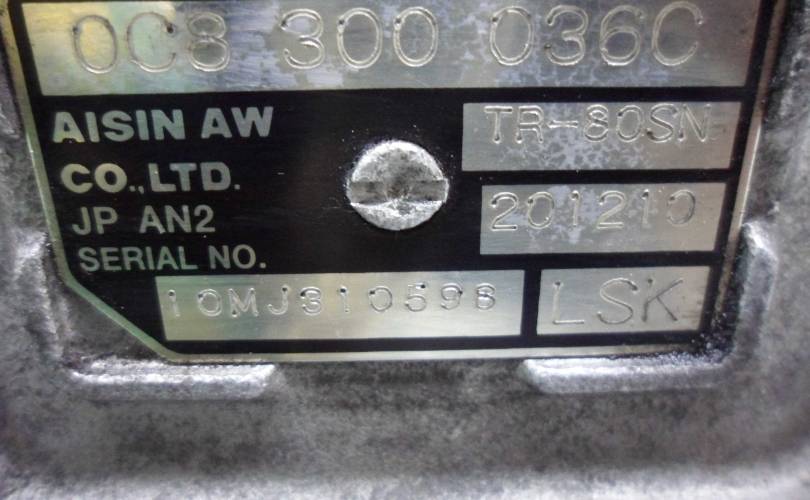 0C8 300 036C
AISIN AW
CO.,LTD.
TR-80SN
JP AN2
201210
SERIAL NO.
10MJ310598
LSK